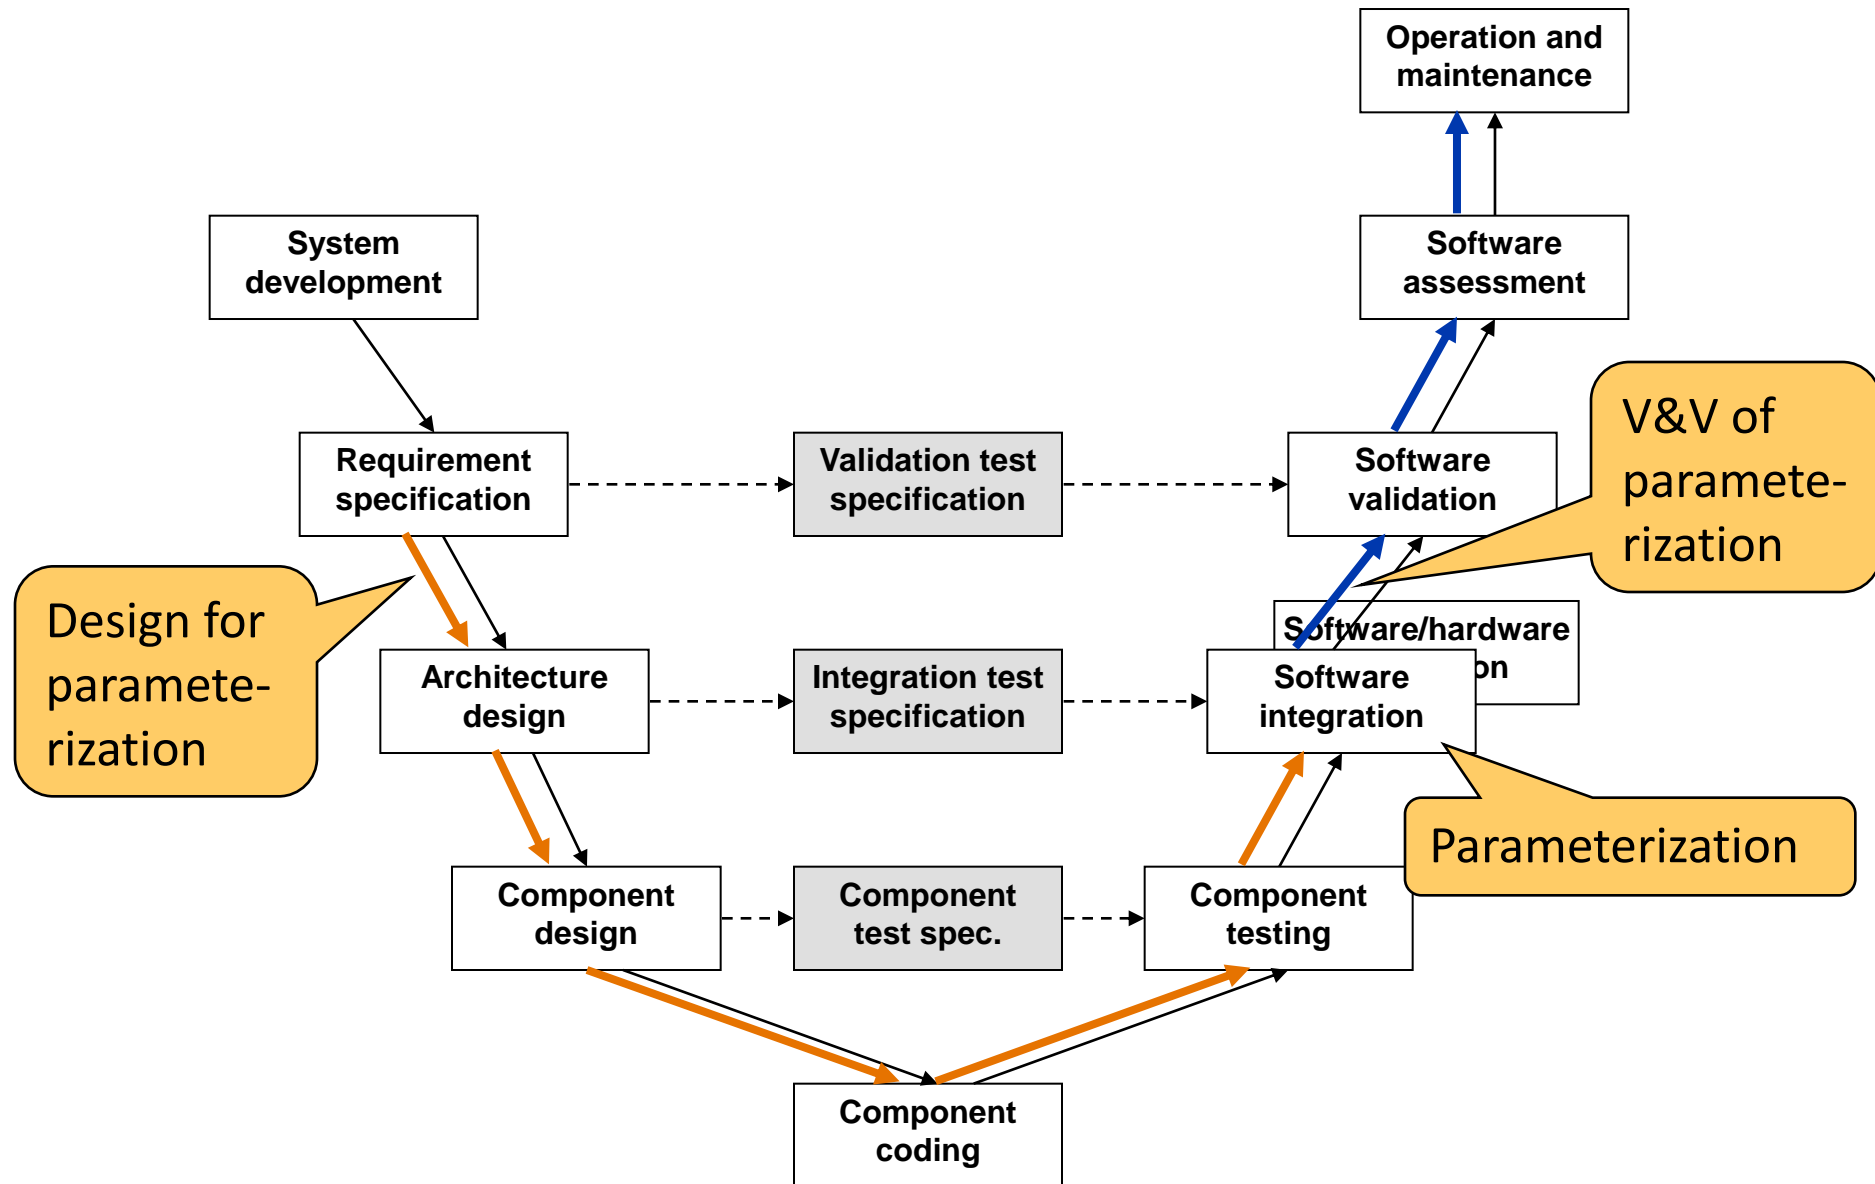 Operation and
maintenance
System
development
Software
assessment
Requirement
specification
Validation test
specification
Software
validation
V&V of
paramete-
rization
Design for
paramete-
rization
Software/hardware
on
Architecture
design
Integration test
specification
Software
integration
Parameterization
Component
design
Component
test spec.
Component
testing
Component
coding